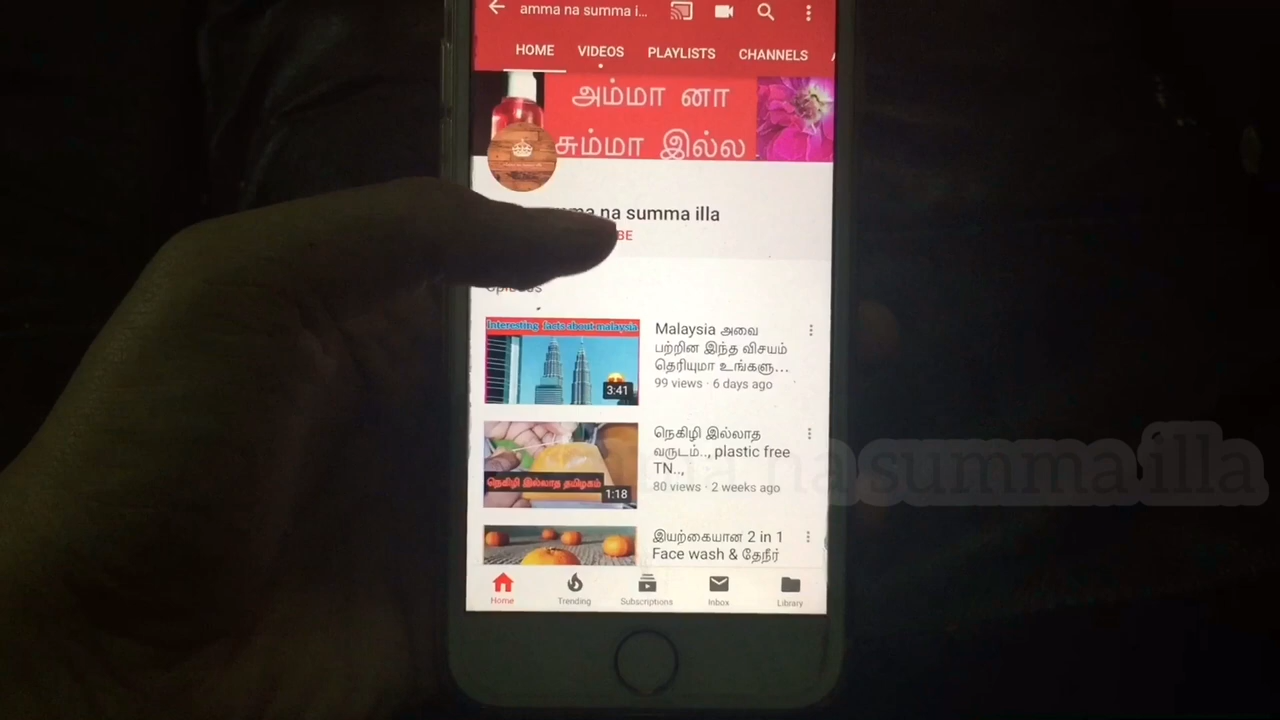 amma na summa i...
HOME VIDEOS PLAYLISTS CHANNELS
அம்மா னா
சும்மா இல்ல
na summa illa
BE
Interesting facts about malaysia
3:41
Malaysia அவை
பற்றின இந்த விசயம்
தெரியுமா உங்களு...
99 views · 6 days ago
நெகிழி இல்லாத தமிழகம்
1:18
நெகிழி இல்லாத
வருடம்.., plastic free
TN..,
80 views · 2 weeks ago
இயற்கையான 2 in 1
Face wash & தேநீர்
Home Trending Subscriptions Inbox Library
na summa illa